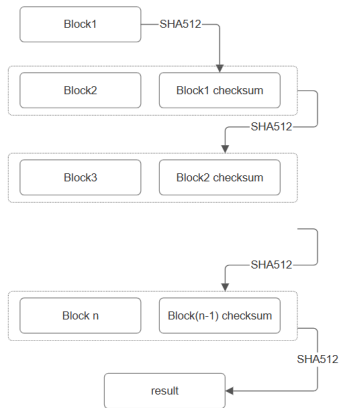 Block1
SHA512
Block2
Block1 checksum
SHA512
Block3
Block2 checksum
SHA512
Block n
Block(n-1) checksum
SHA512
result